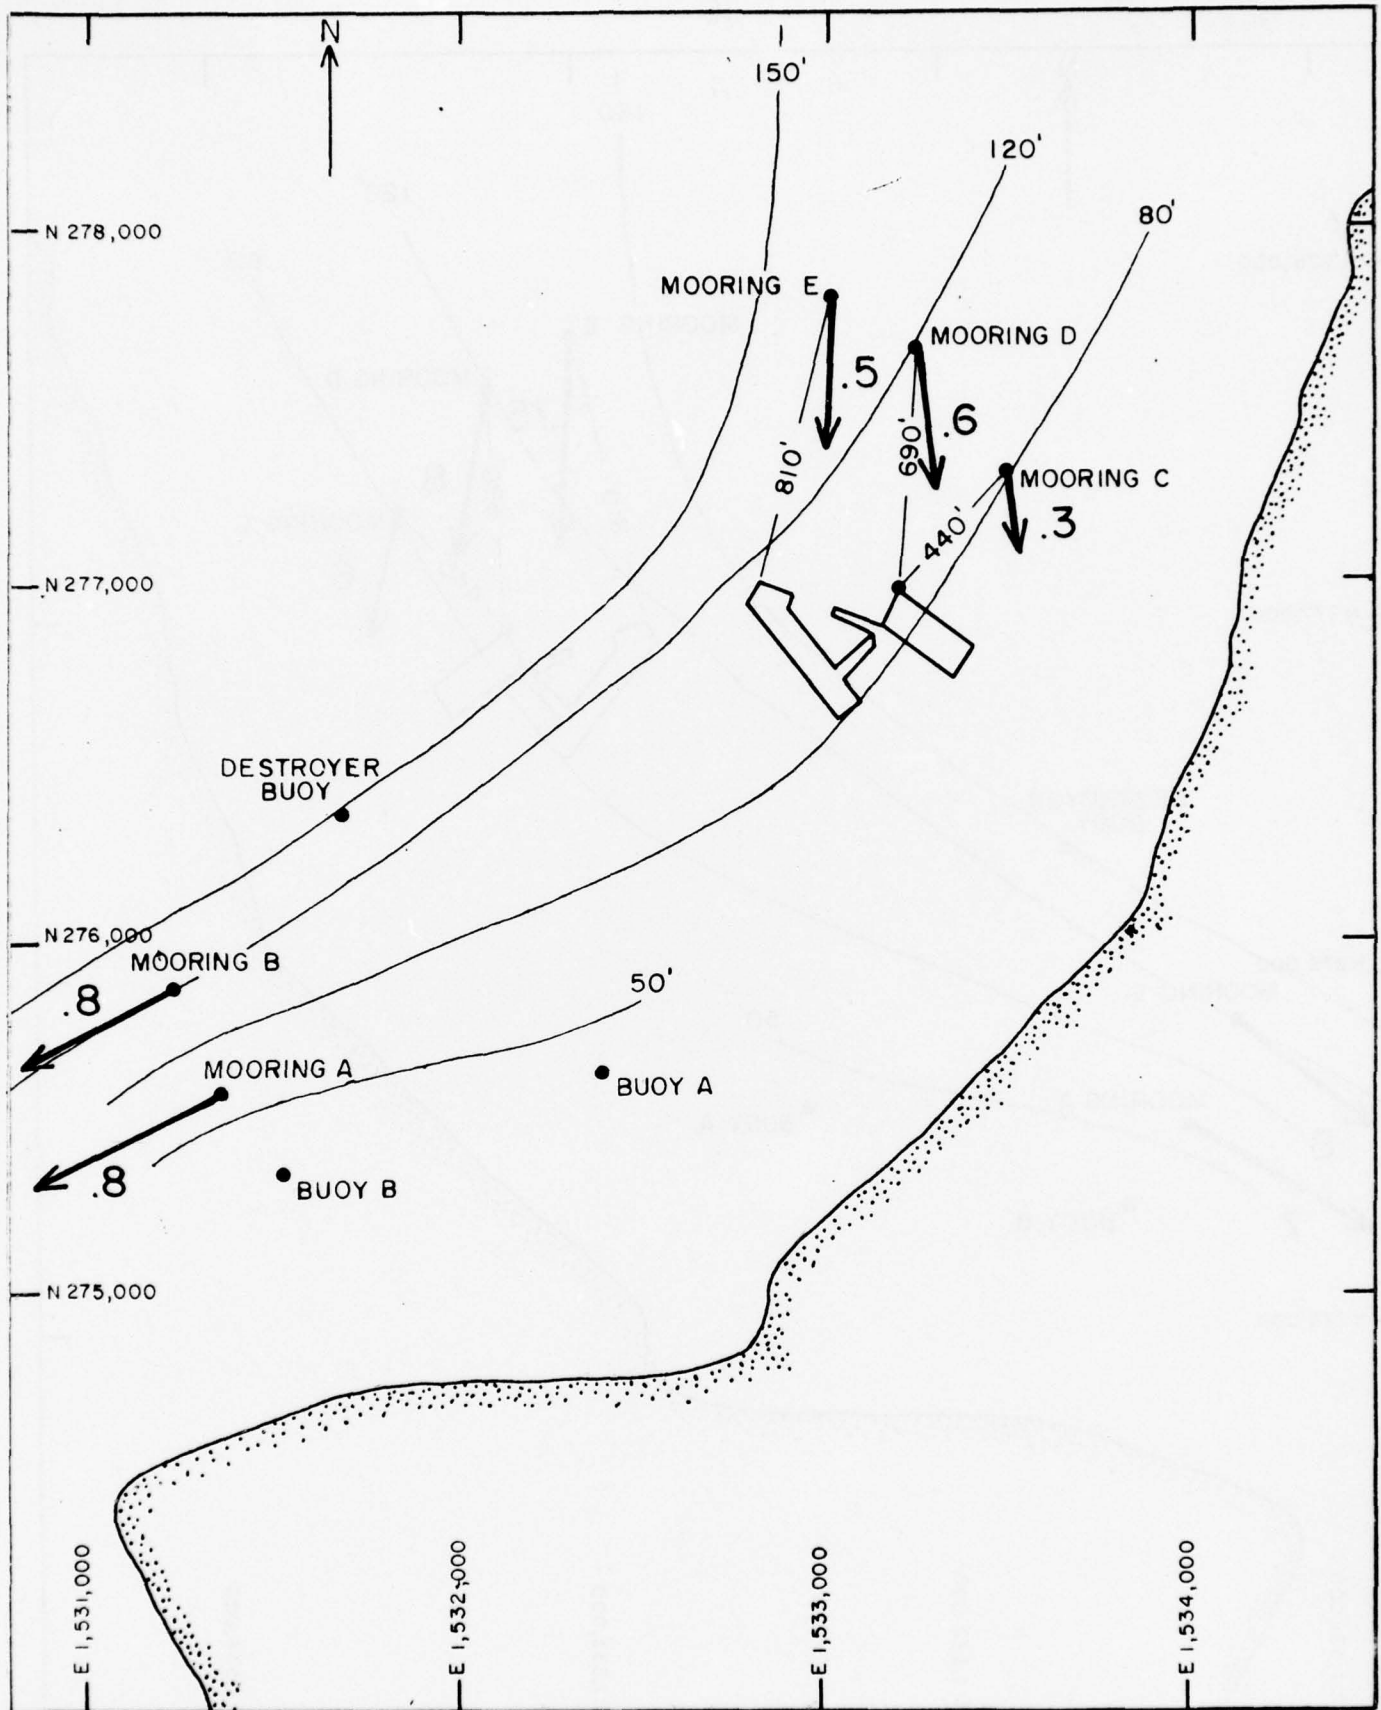 N
150'
120'
80'
N 278,000
MOORING E
MOORING D
.5
.6
690'
810'
MOORING C
440'
.3
N 277,000
DESTROYER
BUOY
N 276,000
MOORING B
.8
50'
MOORING A
BUOY A
.8
BUOY B
N 275,000
E 1,531,000
E 1,532,000
E 1,533,000
E 1,534,000